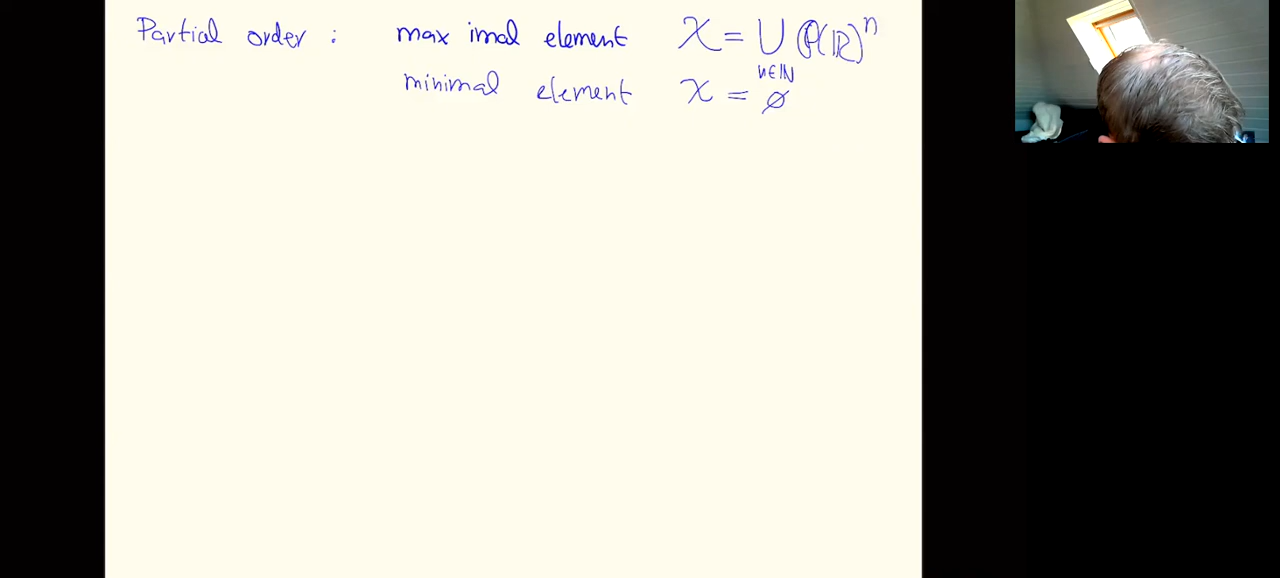 Partial order : maximal element X = ⋃ P(ℝ)ⁿ
n∈ℕ
minimal element X = ∅